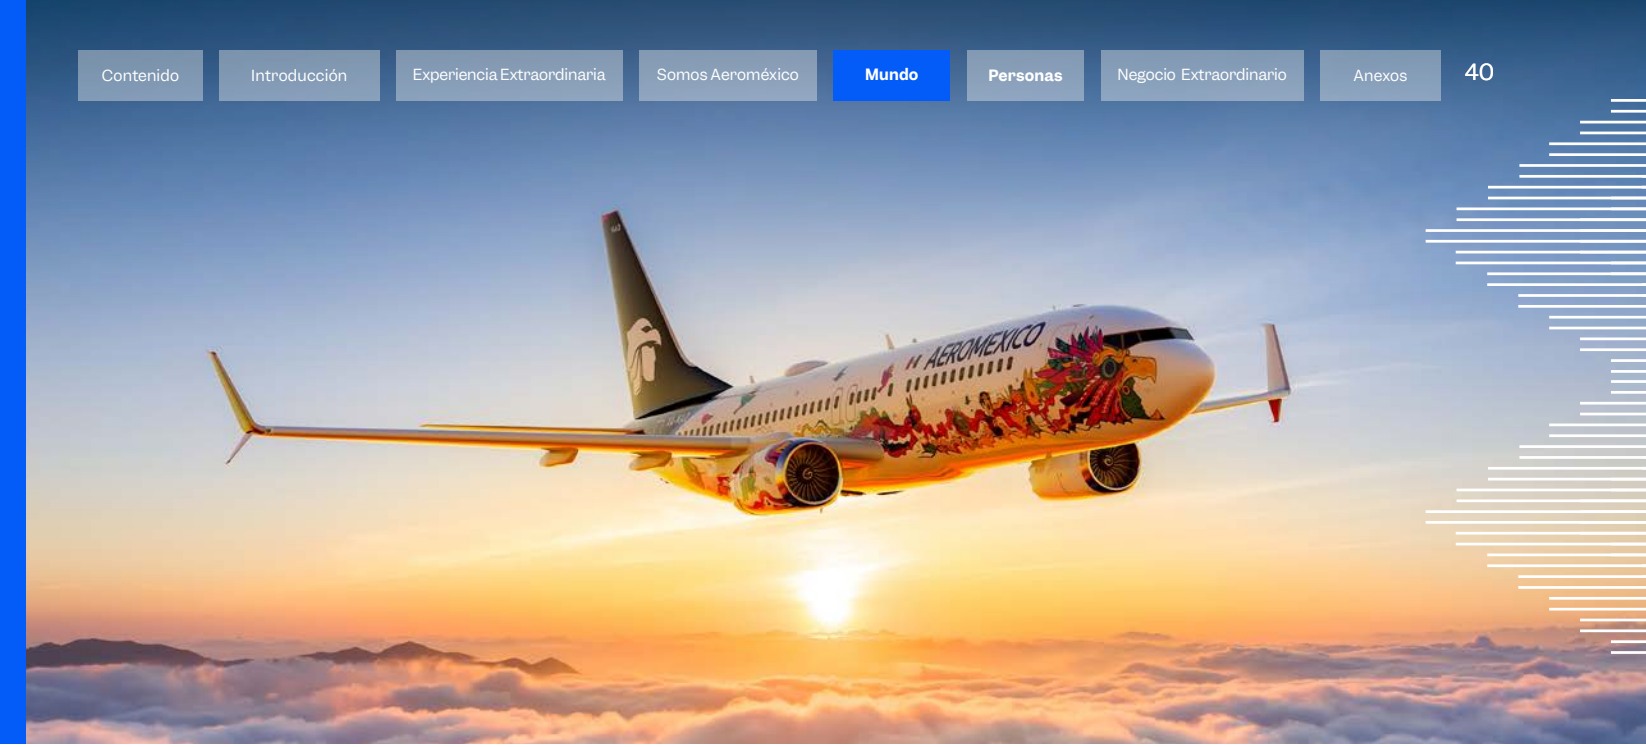 Contenido
Introducción
Experiencia Extraordinaria
Somos Aeroméxico
Mundo
Personas
Negocio Extraordinario
Anexos
40
AEROMEXICO